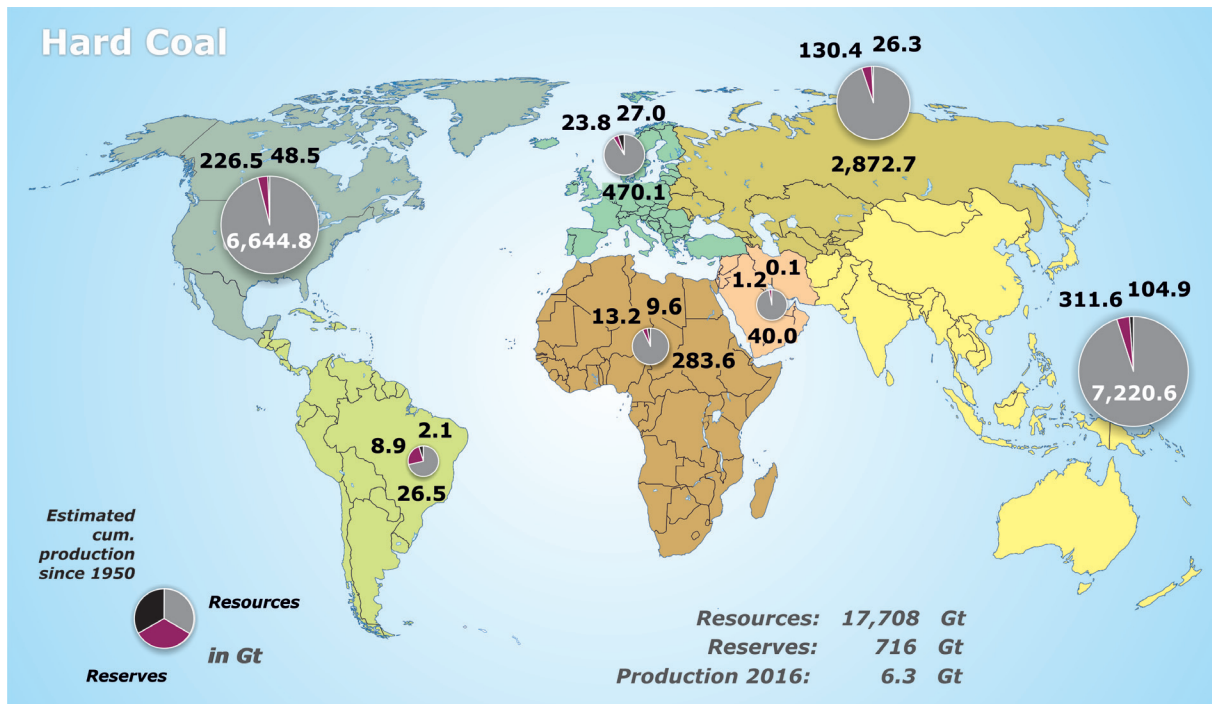 Hard Coal
130.4 26.3
2,872.7
23.8 27.0
470.1
226.5 48.5
6,644.8
1.2 0.1
40.0
311.6 104.9
7,220.6
13.2 9.6
283.6
8.9 2.1
26.5
Estimated
cum.
production
since 1950
Resources
in Gt
Reserves
Resources: 17,708 Gt
Reserves: 716 Gt
Production 2016: 6.3 Gt